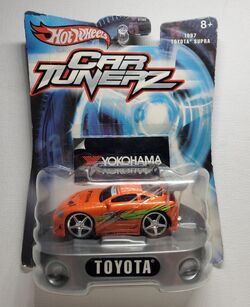 Hot Wheels
8+
1997
TOYOTA SUPRA
CAR
TUNERZ
YOKOHAMA
TOYOTA